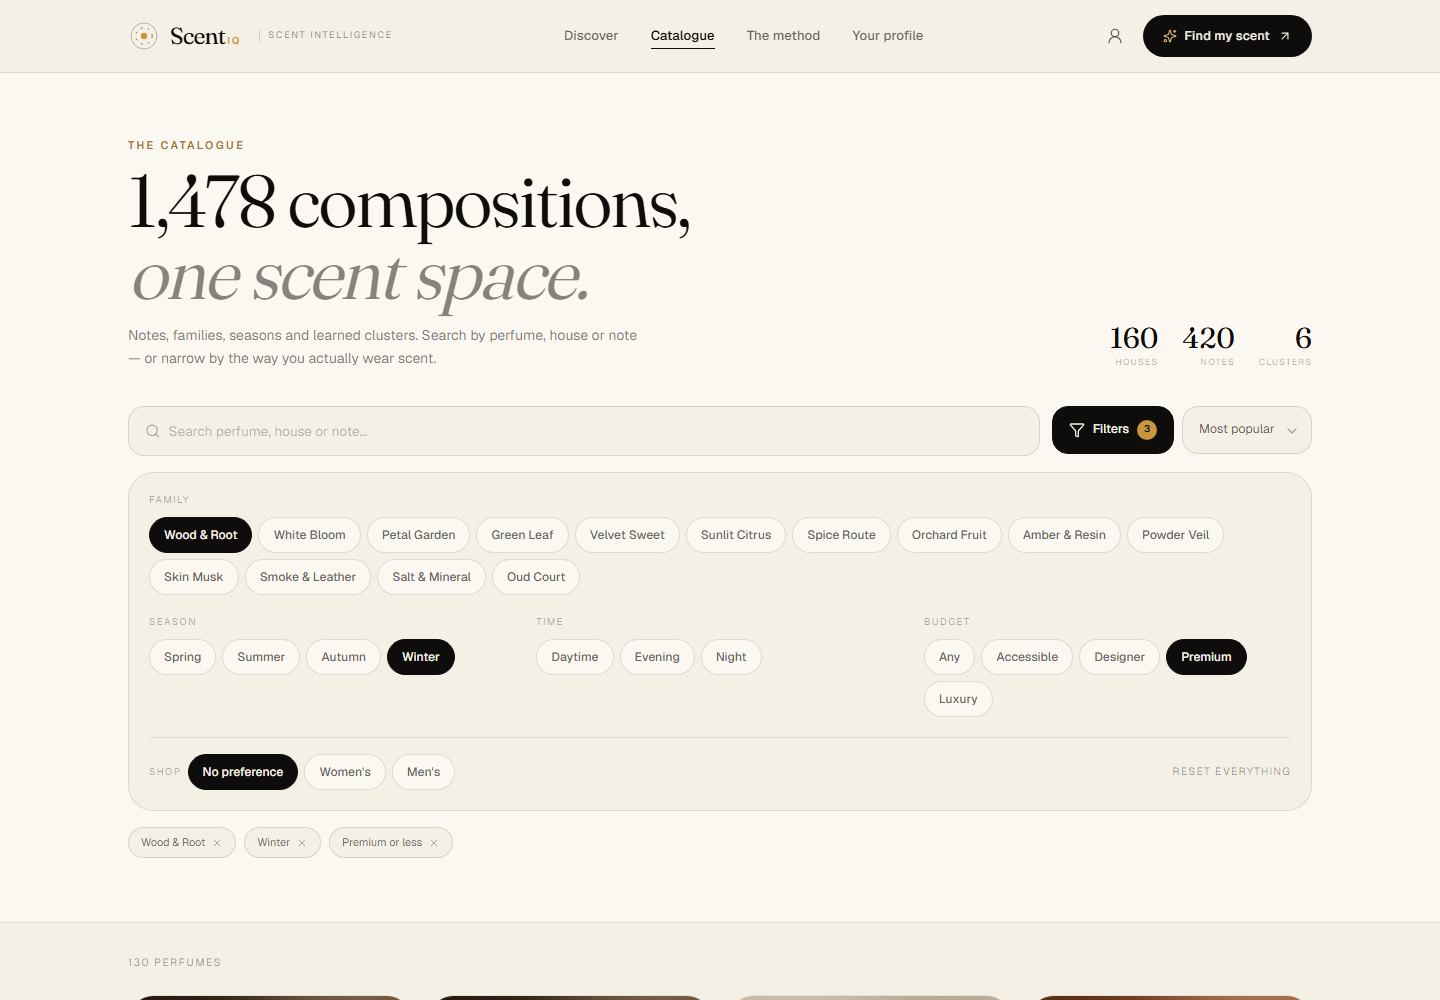 Scent IQ SCENT INTELLIGENCE Discover Catalogue The method Your profile Find my scent
THE CATALOGUE
1,478 compositions,
one scent space.
Notes, families, seasons and learned clusters. Search by perfume, house or note
— or narrow by the way you actually wear scent.
160 420 6
HOUSES NOTES CLUSTERS
Search perfume, house or note... Filters 3 Most popular
FAMILY
Wood & Root White Bloom Petal Garden Green Leaf Velvet Sweet Sunlit Citrus Spice Route Orchard Fruit Amber & Resin Powder Veil
Skin Musk Smoke & Leather Salt & Mineral Oud Court
SEASON TIME BUDGET
Spring Summer Autumn Winter Daytime Evening Night Any Accessible Designer Premium
Luxury
SHOP No preference Women's Men's RESET EVERYTHING
Wood & Root × Winter × Premium or less ×
130 PERFUMES